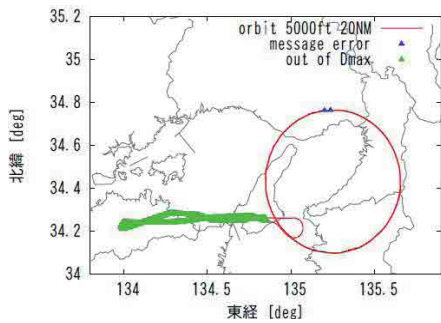 35.2
35
34.8
34.6
34.4
34.2
34
北緯 [deg]
orbit 5000ft 20NM
message error
out of Dmax
134
134.5
135
135.5
東経 [deg]